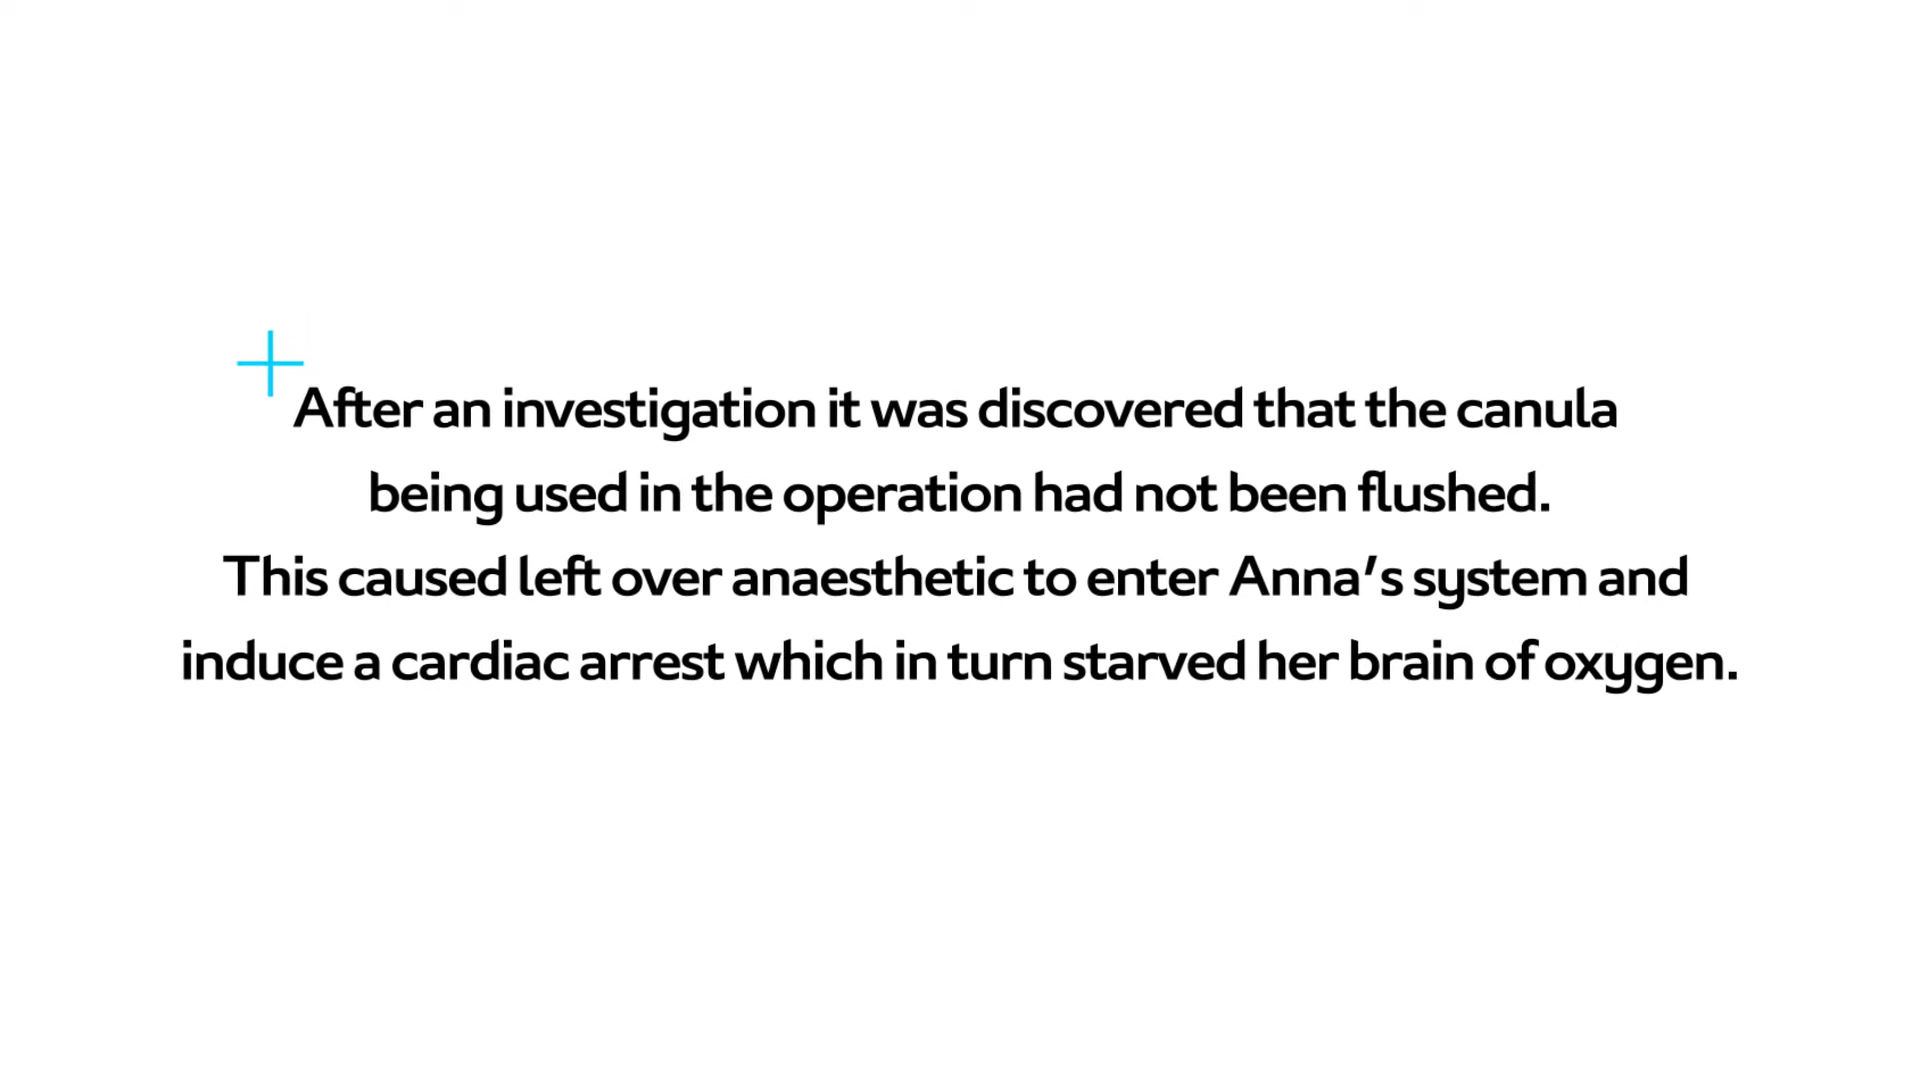 After an investigation it was discovered that the canula
being used in the operation had not been flushed.
This caused left over anaesthetic to enter Anna's system and
induce a cardiac arrest which in turn starved her brain of oxygen.